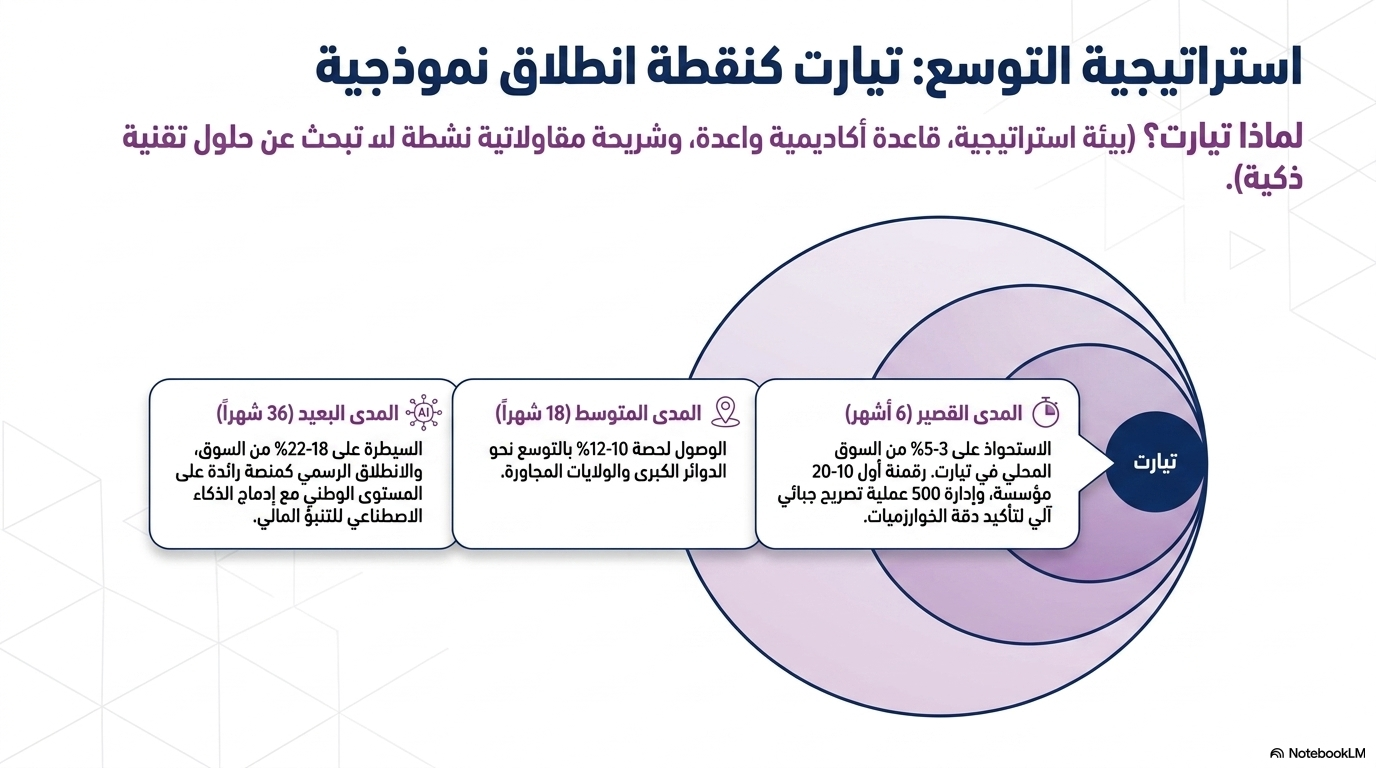 استراتيجية التوسع: تيارت كنقطة انطلاق نموذجية
لماذا تيارت؟ (بيئة استراتيجية، قاعدة أكاديمية واعدة، وشريحة مقاولاتية نشطة تبحث عن حلول تقنية
ذكية).
تيارت
المدى القصير (6 أشهر)
الاستحواذ على 3-5% من السوق
المحلي في تيارت. رقمنة أول 10-20
مؤسسة، وإدارة 500 عملية تصريح جبائي
آلي لتأكيد دقة الخوارزميات.
المدى المتوسط (18 شهراً)
الوصول لحصة 10-12% بالتوسع نحو
الدوائر الكبرى والولايات المجاورة.
المدى البعيد (36 شهراً)
AI
السيطرة على 18-22% من السوق،
والانطلاق الرسمي كمنصة رائدة على
المستوى الوطني مع إدماج الذكاء
الاصطناعي للتنبؤ المالي.
NotebookLM